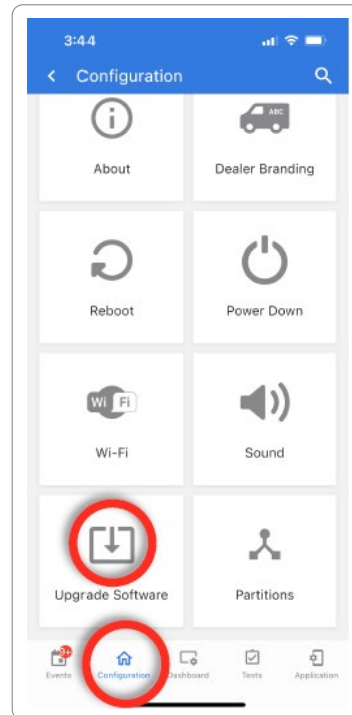 3:44
Configuration
ABC
About
Dealer Branding
Reboot
Power Down
Wi Fi
Wi-Fi
Sound
Upgrade Software
Partitions
9+
Events
Configuration
Dashboard
Tests
Application